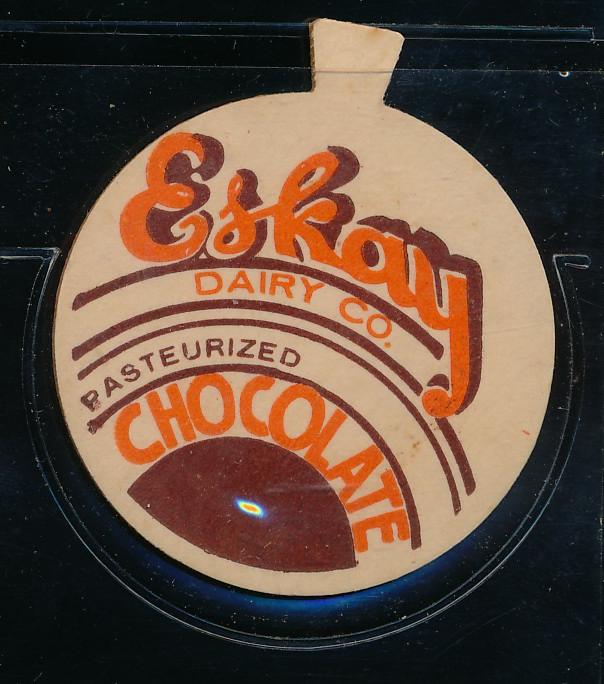 Eskay
DAIRY CO.
PASTEURIZED
CHOCOLATE